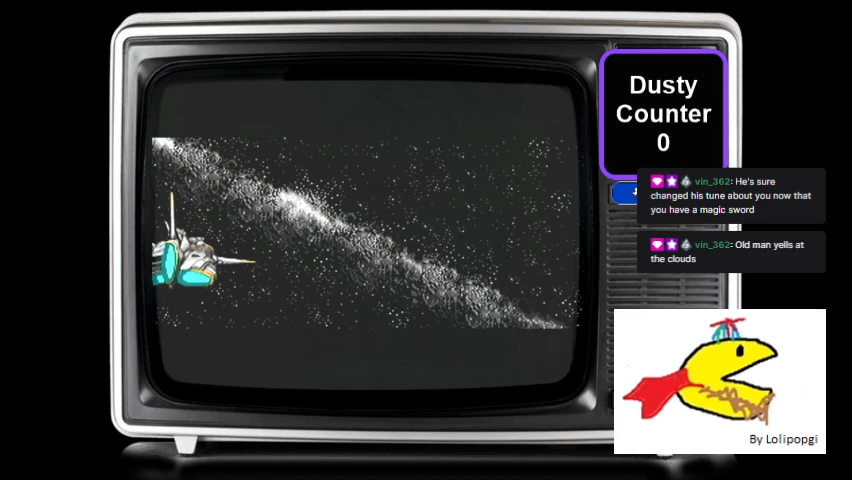 Dusty
Counter
0
vin_362: He's sure
changed his tune about you now that
you have a magic sword
vin_362: Old man yells at
the clouds
By Lolipopgi